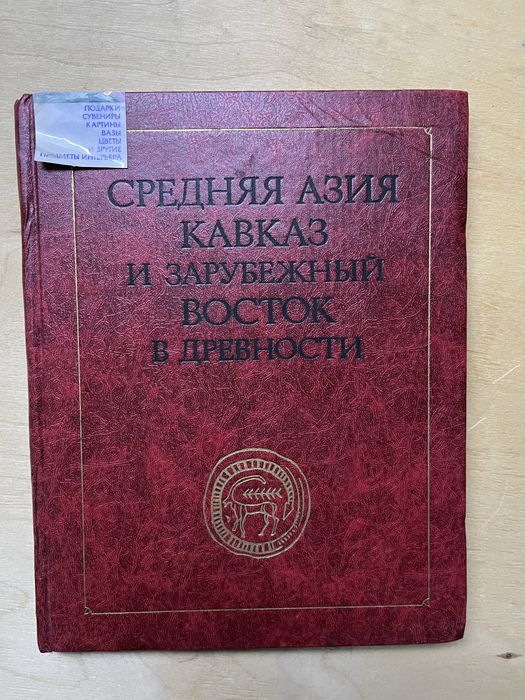 ПОДАРКИ
СУВЕНИРЫ
КАРТИНЫ
ВАЗЫ
ЦВЕТЫ
И ДРУГИЕ
ПРЕДМЕТЫ ИНТЕРЬЕРА
СРЕДНЯЯ АЗИЯ
КАВКАЗ
И ЗАРУБЕЖНЫЙ
ВОСТОК
В ДРЕВНОСТИ